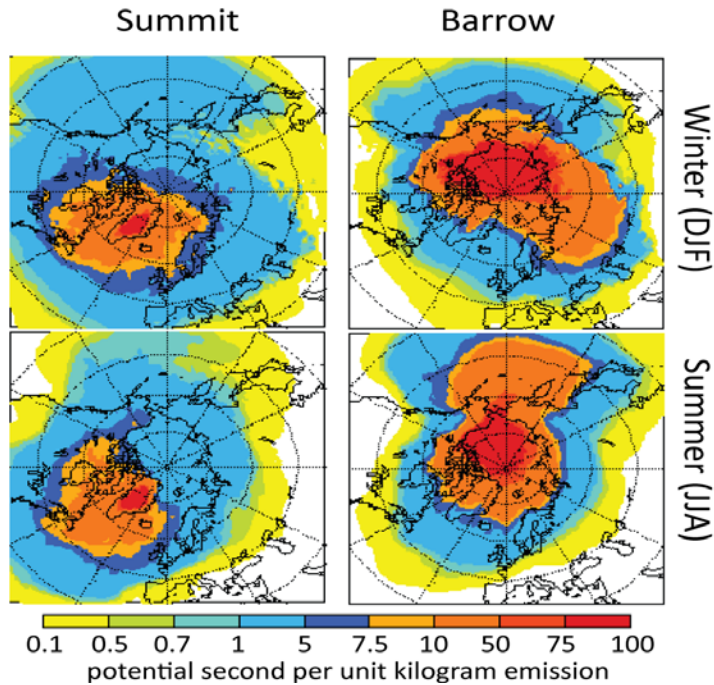 Summit
Barrow
Winter (DJF)
Summer (JJA)
0.1 0.5 0.7 1 5 7.5 10 50 75 100
potential second per unit kilogram emission